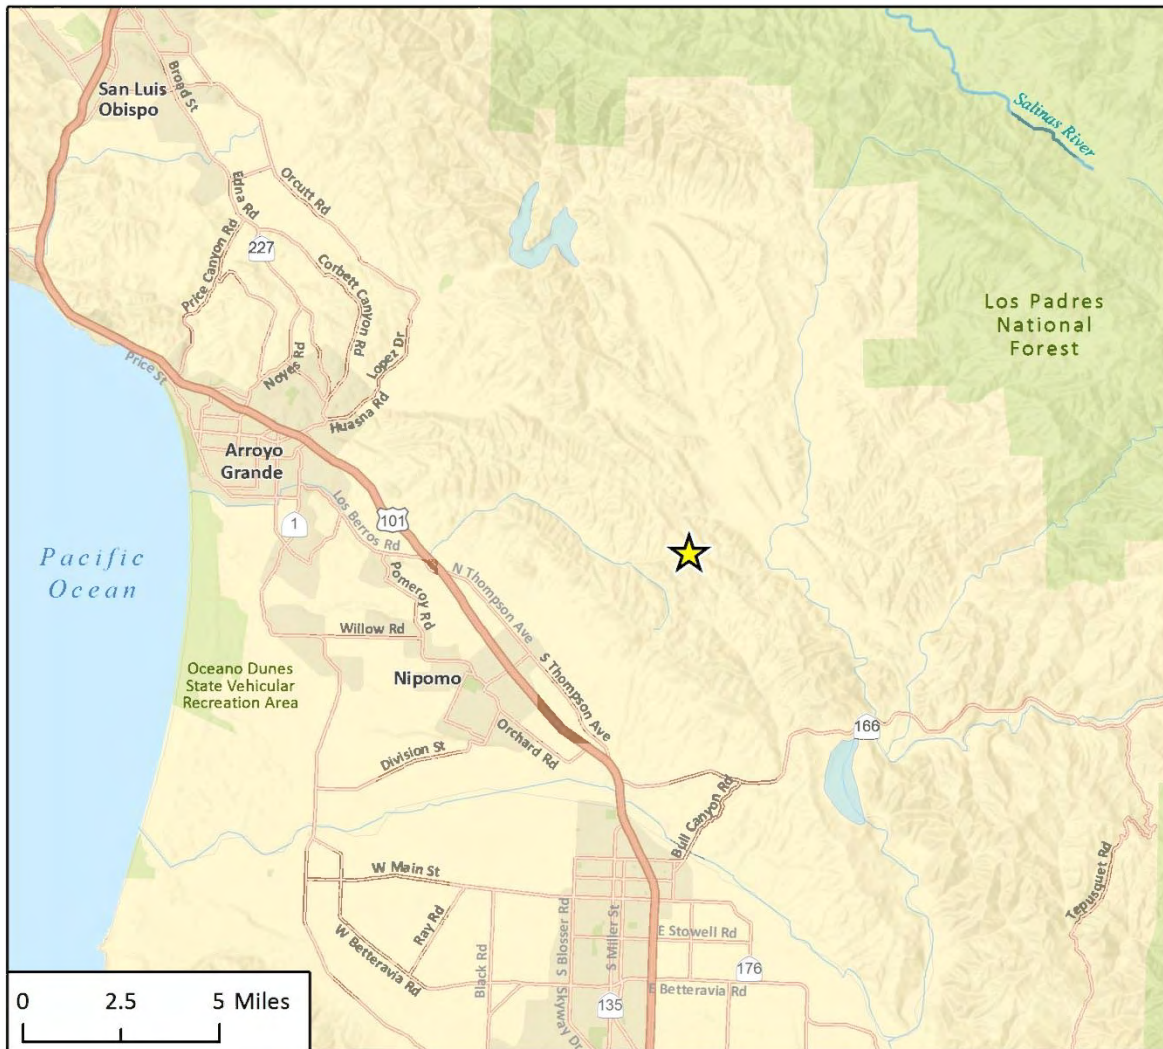 San Luis
Obispo
Broad St
Salinas River
Orcutt Rd
Edna Rd
Price Canyon Rd
227
Corbett Canyon Rd
Los Padres
National
Forest
Price St
Noyes Rd
Lopez Dr
Huasna Rd
Arroyo
Grande
Los Berros Rd
101
1
Pacific
Ocean
N Thompson Ave
Pomeroy Rd
Willow Rd
S Thompson Ave
Oceano Dunes
State Vehicular
Recreation Area
Nipomo
Orchard Rd
166
Division St
Bull Canyon Rd
W Main St
Tepusquet Rd
Ray Rd
W Betteravia Rd
Black Rd
S Blosser Rd
S Miller St
E Stowell Rd
176
E Betteravia Rd
S Skyway Dr
135
0 2.5 5 Miles